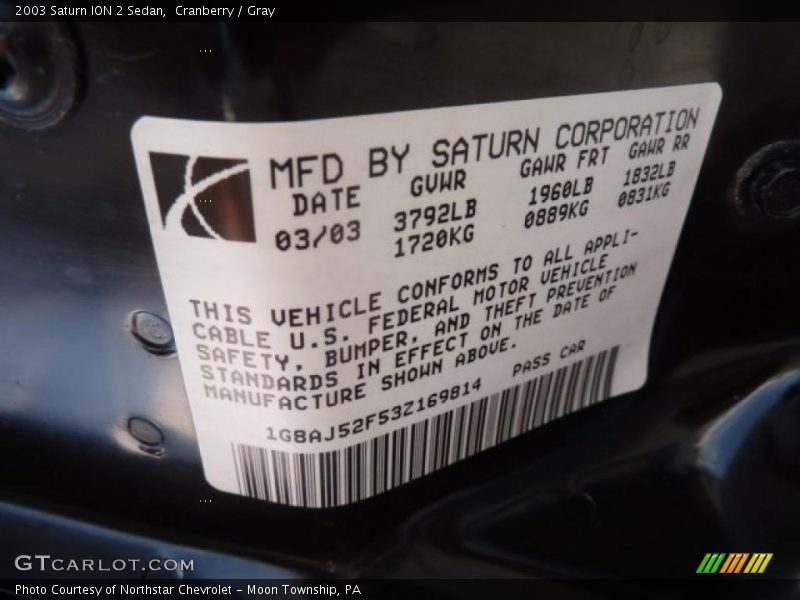 2003 Saturn ION 2 Sedan,  Cranberry / Gray
MFD BY SATURN CORPORATION
DATE GVWR GAWR FRT GAWR RR
03/03 3792LB 1960LB 1832LB
1720KG 0889KG 0831KG
THIS VEHICLE CONFORMS TO ALL APPLI-
CABLE U.S. FEDERAL MOTOR VEHICLE
SAFETY, BUMPER, AND THEFT PREVENTION
STANDARDS IN EFFECT ON THE DATE OF
MANUFACTURE SHOWN ABOVE.
1G8AJ52F53Z169814 PASS CAR
GTCARLOT.COM
Photo Courtesy of Northstar Chevrolet - Moon Township, PA